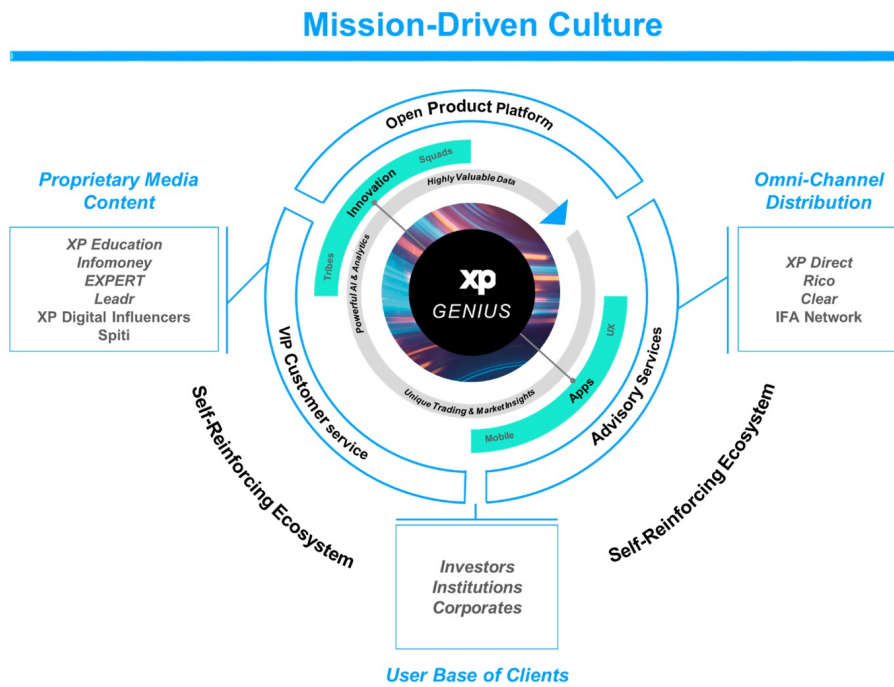 Mission-Driven Culture
Open Product Platform
Squads
Innovation
Tribes
Highly Valuable Data
Powerful AI & Analytics
Unique Trading & Market Insights
xp
GENIUS
UX
Apps
Mobile
VIP Customer service
Advisory Services
Proprietary Media
Content
XP Education
Infomoney
EXPERT
Leadr
XP Digital Influencers
Spiti
Omni-Channel
Distribution
XP Direct
Rico
Clear
IFA Network
Self-Reinforcing Ecosystem
Self-Reinforcing Ecosystem
Investors
Institutions
Corporates
User Base of Clients